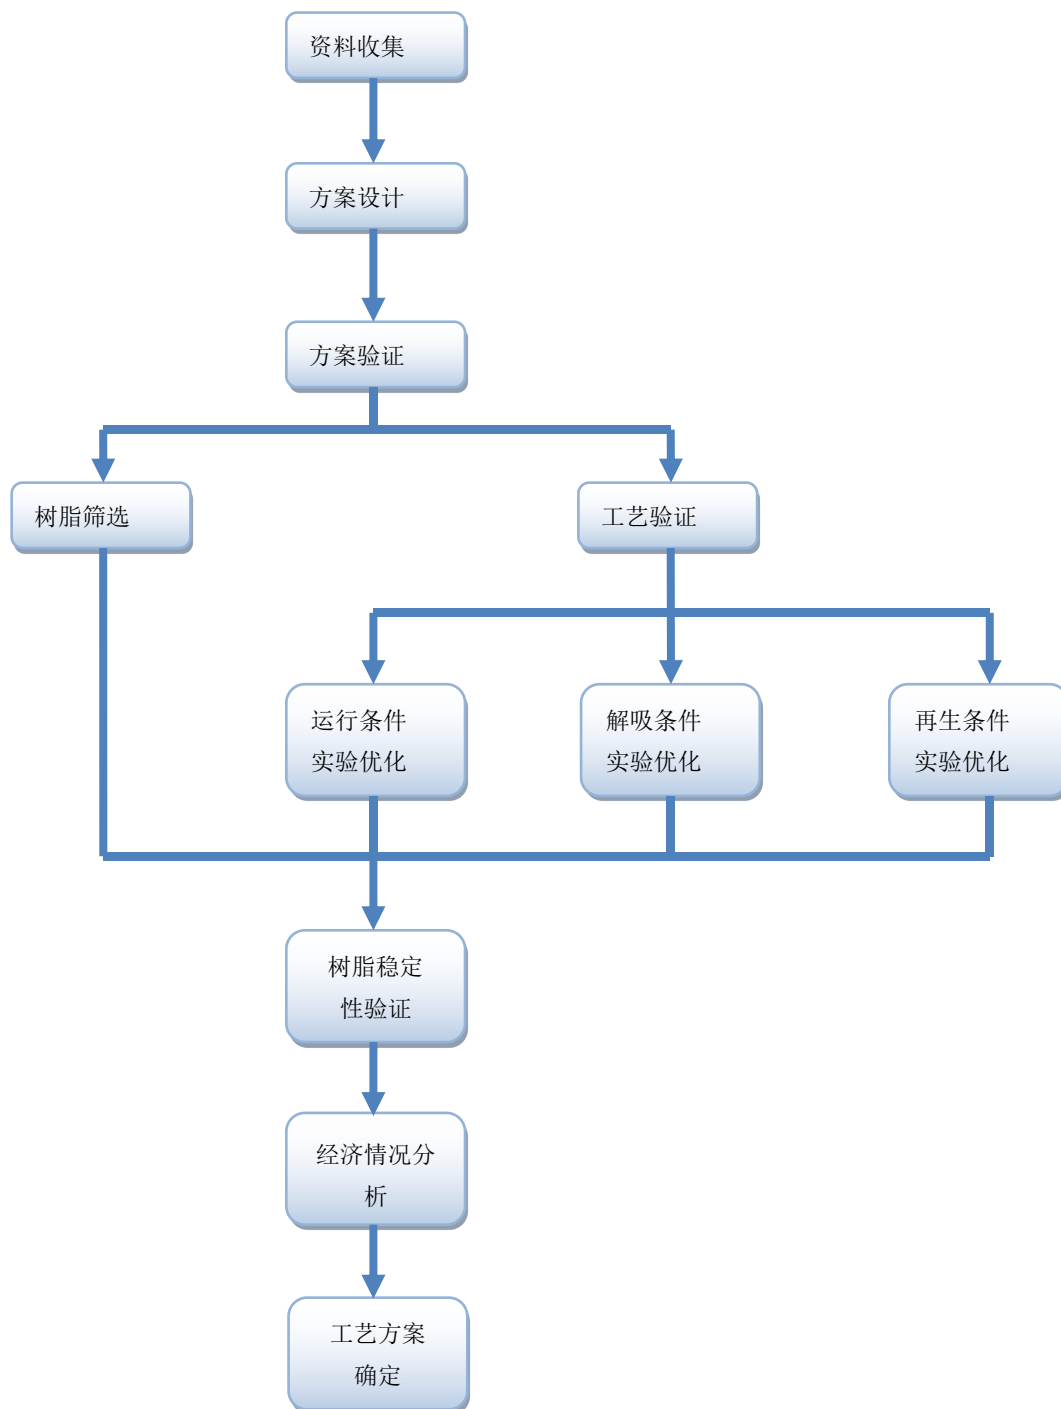 资料收集
方案设计
方案验证
树脂筛选
工艺验证
运行条件
实验优化
解吸条件
实验优化
再生条件
实验优化
树脂稳定
性验证
经济情况分
析
工艺方案
确定